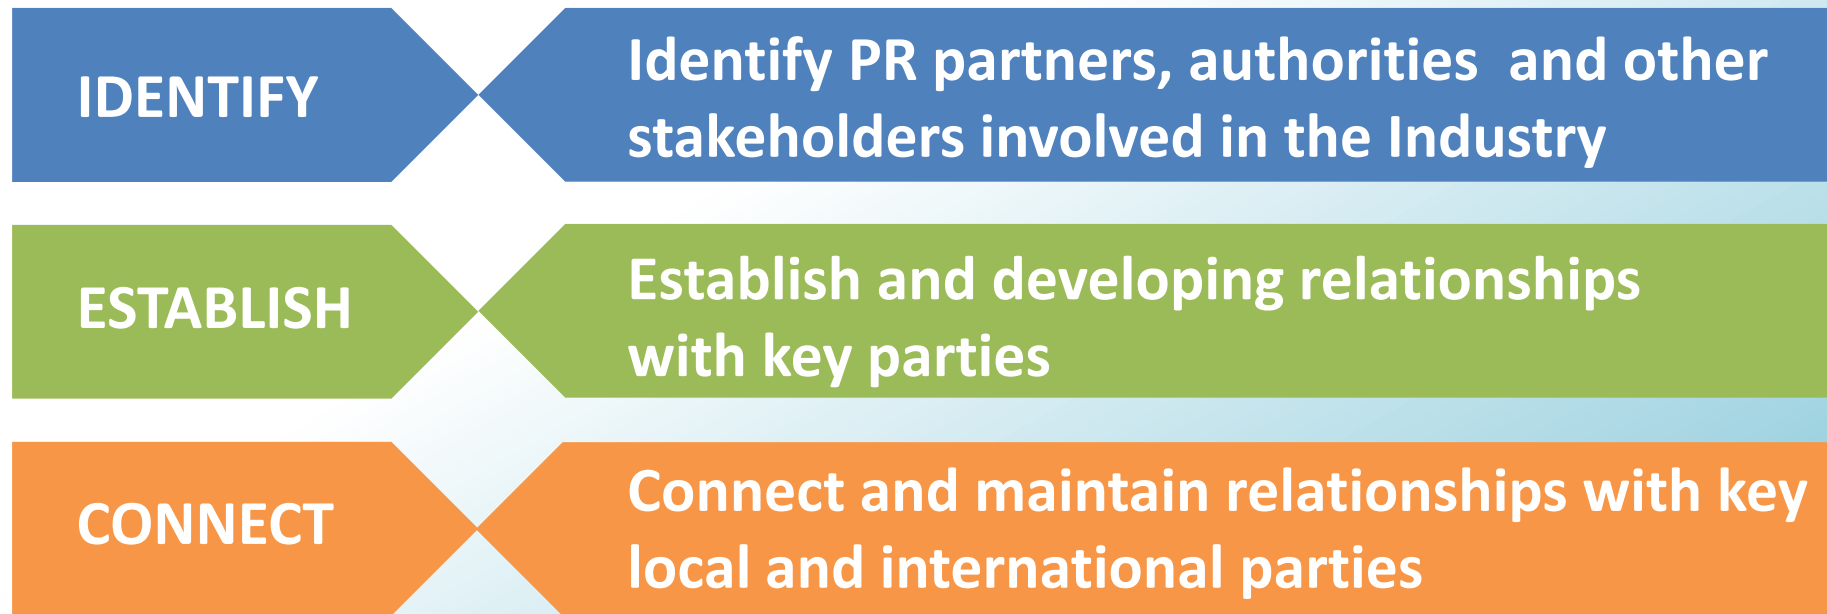 IDENTIFY
Identify PR partners, authorities  and other
stakeholders involved in the Industry
ESTABLISH
Establish and developing relationships
with key parties
CONNECT
Connect and maintain relationships with key
local and international parties